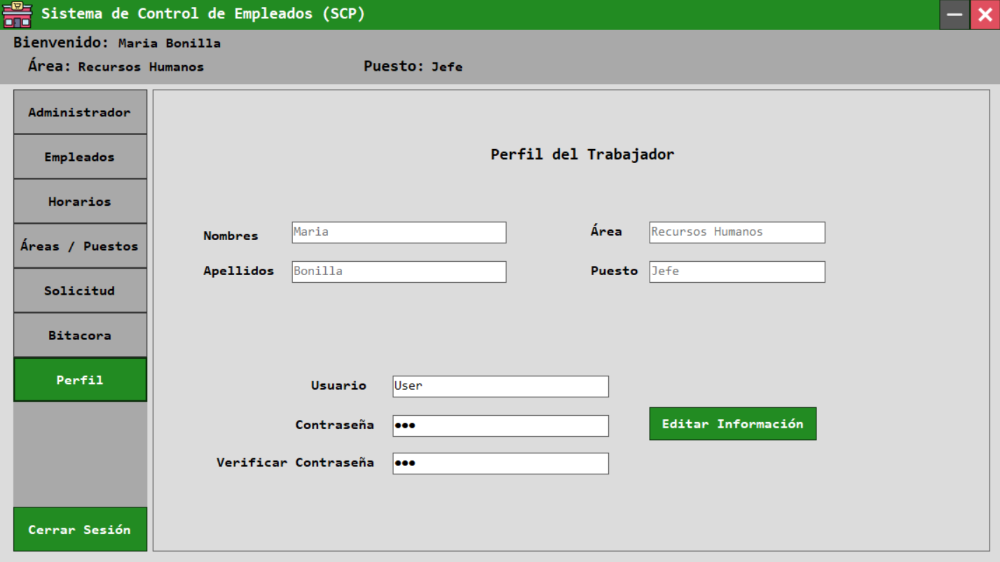 Sistema de Control de Empleados (SCP)
Bienvenido: Maria Bonilla
Área: Recursos Humanos Puesto: Jefe
Administrador
Empleados
Horarios
Áreas / Puestos
Solicitud
Bitacora
Perfil
Cerrar Sesión
Perfil del Trabajador
Nombres Maria Área Recursos Humanos
Apellidos Bonilla Puesto Jefe
Usuario User
Contraseña •••
Editar Información
Verificar Contraseña •••